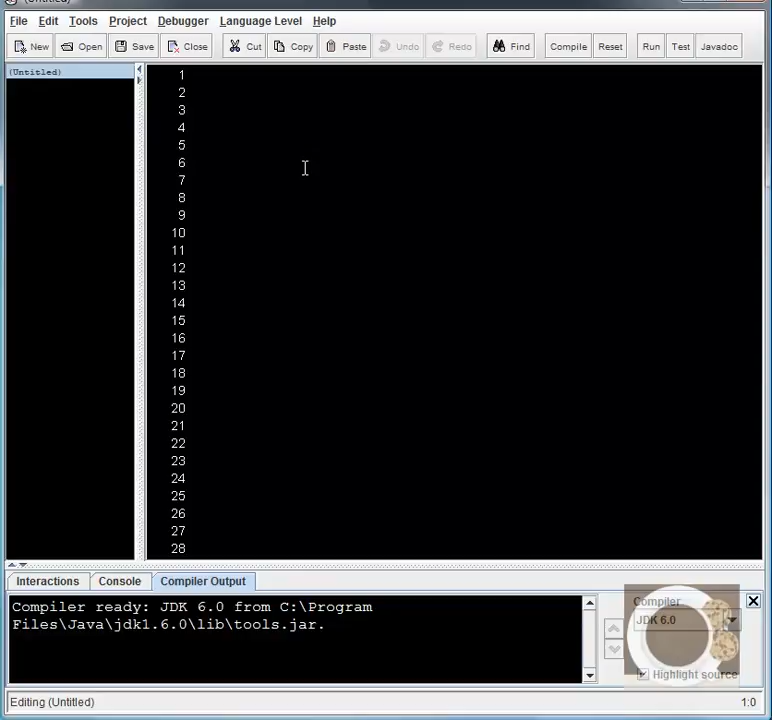 (Untitled)
File Edit Tools Project Debugger Language Level Help
New Open Save Close Cut Copy Paste Undo Redo Find Compile Reset Run Test Javadoc
(Untitled)
1
2
3
4
5
6
7
8
9
10
11
12
13
14
15
16
17
18
19
20
21
22
23
24
25
26
27
28
Interactions Console Compiler Output
Compiler ready: JDK 6.0 from C:\Program
Files\Java\jdk1.6.0\lib\tools.jar.
Compiler
JDK 6.0
Highlight source
Editing (Untitled) 1:0